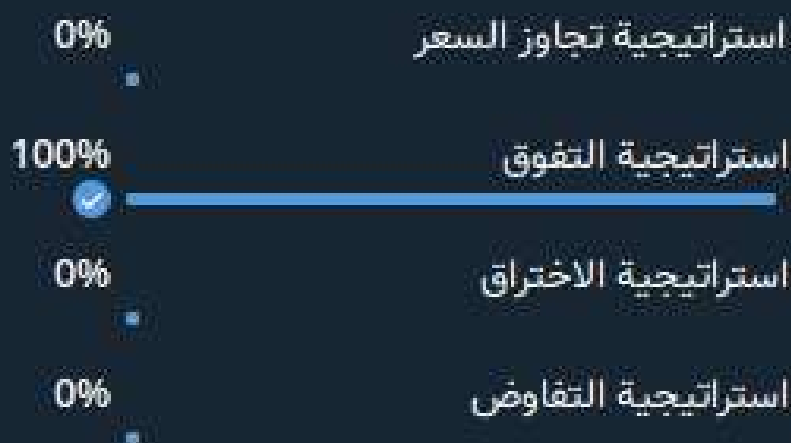 استراتيجية تجاوز السعر 0%
استراتيجية التفوق 100%
استراتيجية الاختراق 0%
استراتيجية التفاوض 0%